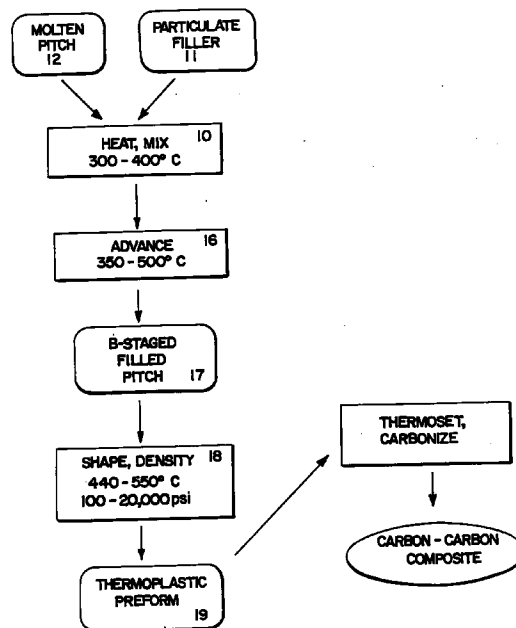 MOLTEN
PITCH
12
PARTICULATE
FILLER
11
HEAT, MIX 10
300-400° C
ADVANCE 16
350-500° C
B-STAGED
FILLED
PITCH 17
SHAPE, DENSITY 18
440-550° C
100-20,000 psi
THERMOPLASTIC
PREFORM
19
THERMOSET,
CARBONIZE
CARBON-CARBON
COMPOSITE